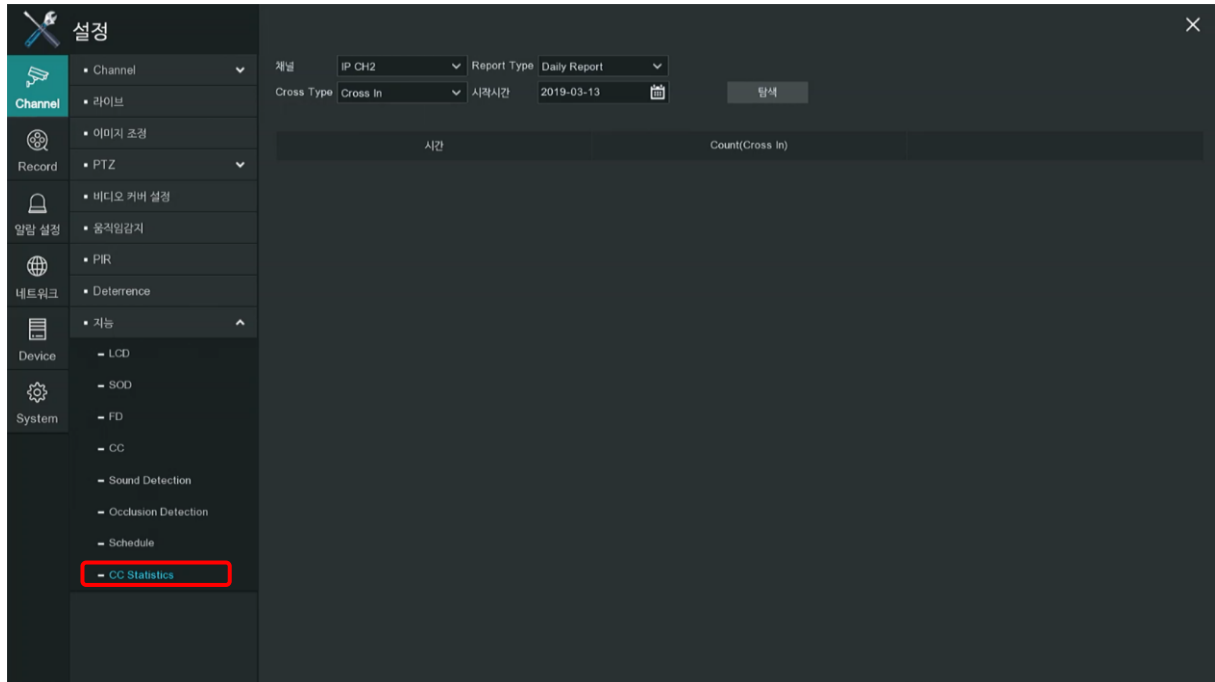 설정
Channel
Record
알람 설정
네트워크
Device
System
▪ Channel
▪ 라이브
▪ 이미지 조정
▪ PTZ
▪ 비디오 커버 설정
▪ 움직임감지
▪ PIR
▪ Deterrence
▪ 지능
– LCD
– SOD
– FD
– CC
– Sound Detection
– Occlusion Detection
– Schedule
– CC Statistics
채널 IP CH2 Report Type Daily Report
Cross Type Cross In 시작시간 2019-03-13 탐색
시간 Count(Cross In)